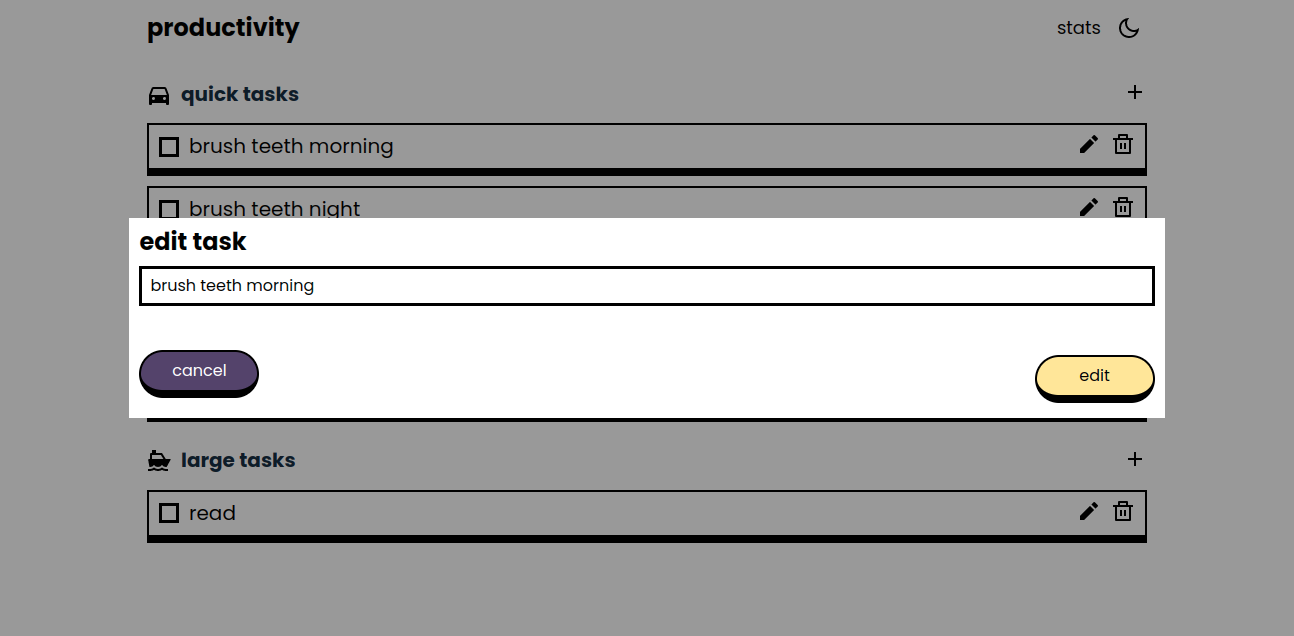 productivity
stats
quick tasks
brush teeth morning
brush teeth night
edit task
brush teeth morning
cancel
edit
large tasks
read